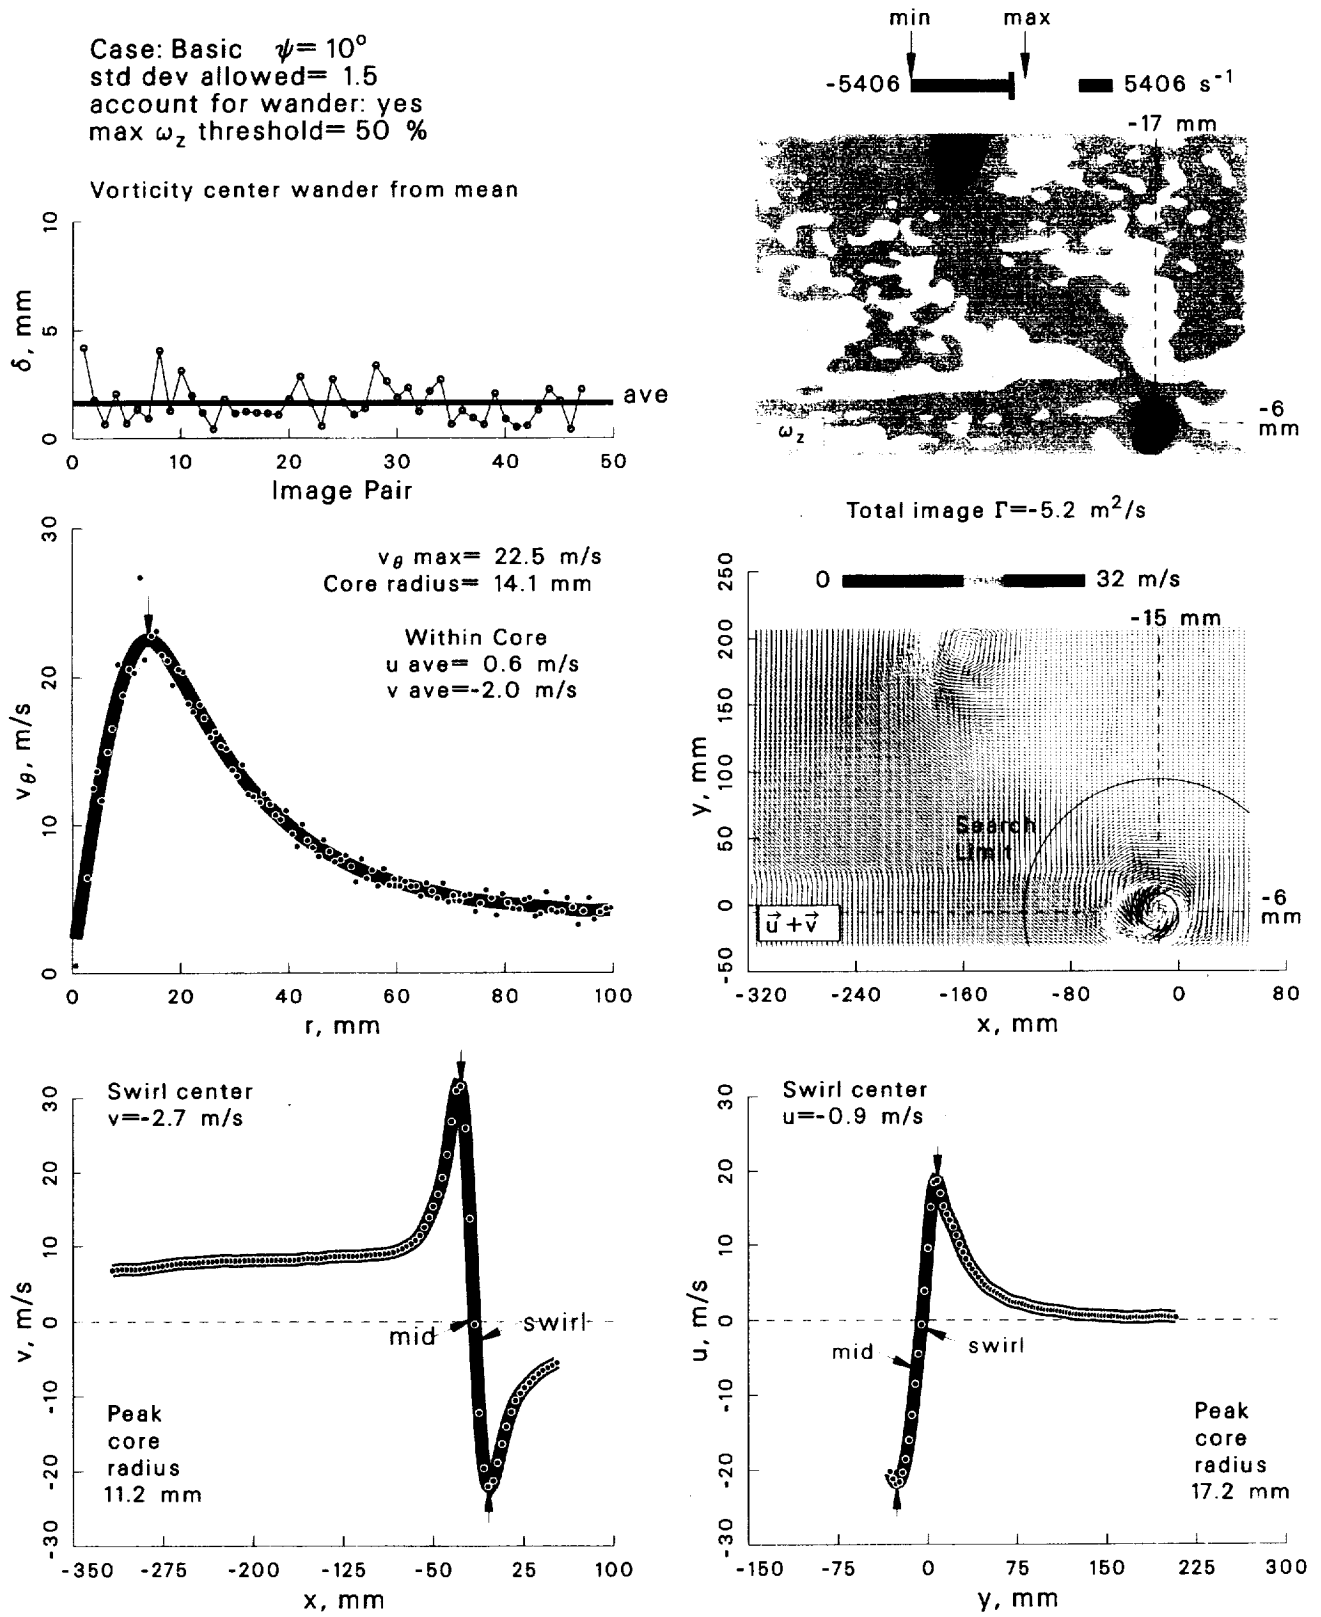 Case: Basic ψ= 10°
std dev allowed= 1.5
account for wander: yes
max ωz threshold= 50 %
Vorticity center wander from mean
10
5
0
δ, mm
ave
0 10 20 30 40 50
Image Pair
min max
-5406 5406 s⁻¹
-17 mm
-6
mm
ωz
Total image Γ=-5.2 m²/s
30
20
10
0
vθ, m/s
vθ max= 22.5 m/s
Core radius= 14.1 mm
Within Core
u ave= 0.6 m/s
v ave=-2.0 m/s
0 20 40 60 80 100
r, mm
250
200
150
100
50
0
-50
y, mm
0 32 m/s
-15 mm
Search
Limit
-6
mm
u⃗+v⃗
-320 -240 -160 -80 0 80
x, mm
30
20
10
0
-10
-20
-30
v, m/s
Swirl center
v=-2.7 m/s
mid
swirl
Peak
core
radius
11.2 mm
-350 -275 -200 -125 -50 25 100
x, mm
30
20
10
0
-10
-20
-30
u, m/s
Swirl center
u=-0.9 m/s
mid
swirl
Peak
core
radius
17.2 mm
-150 -75 0 75 150 225 300
y, mm